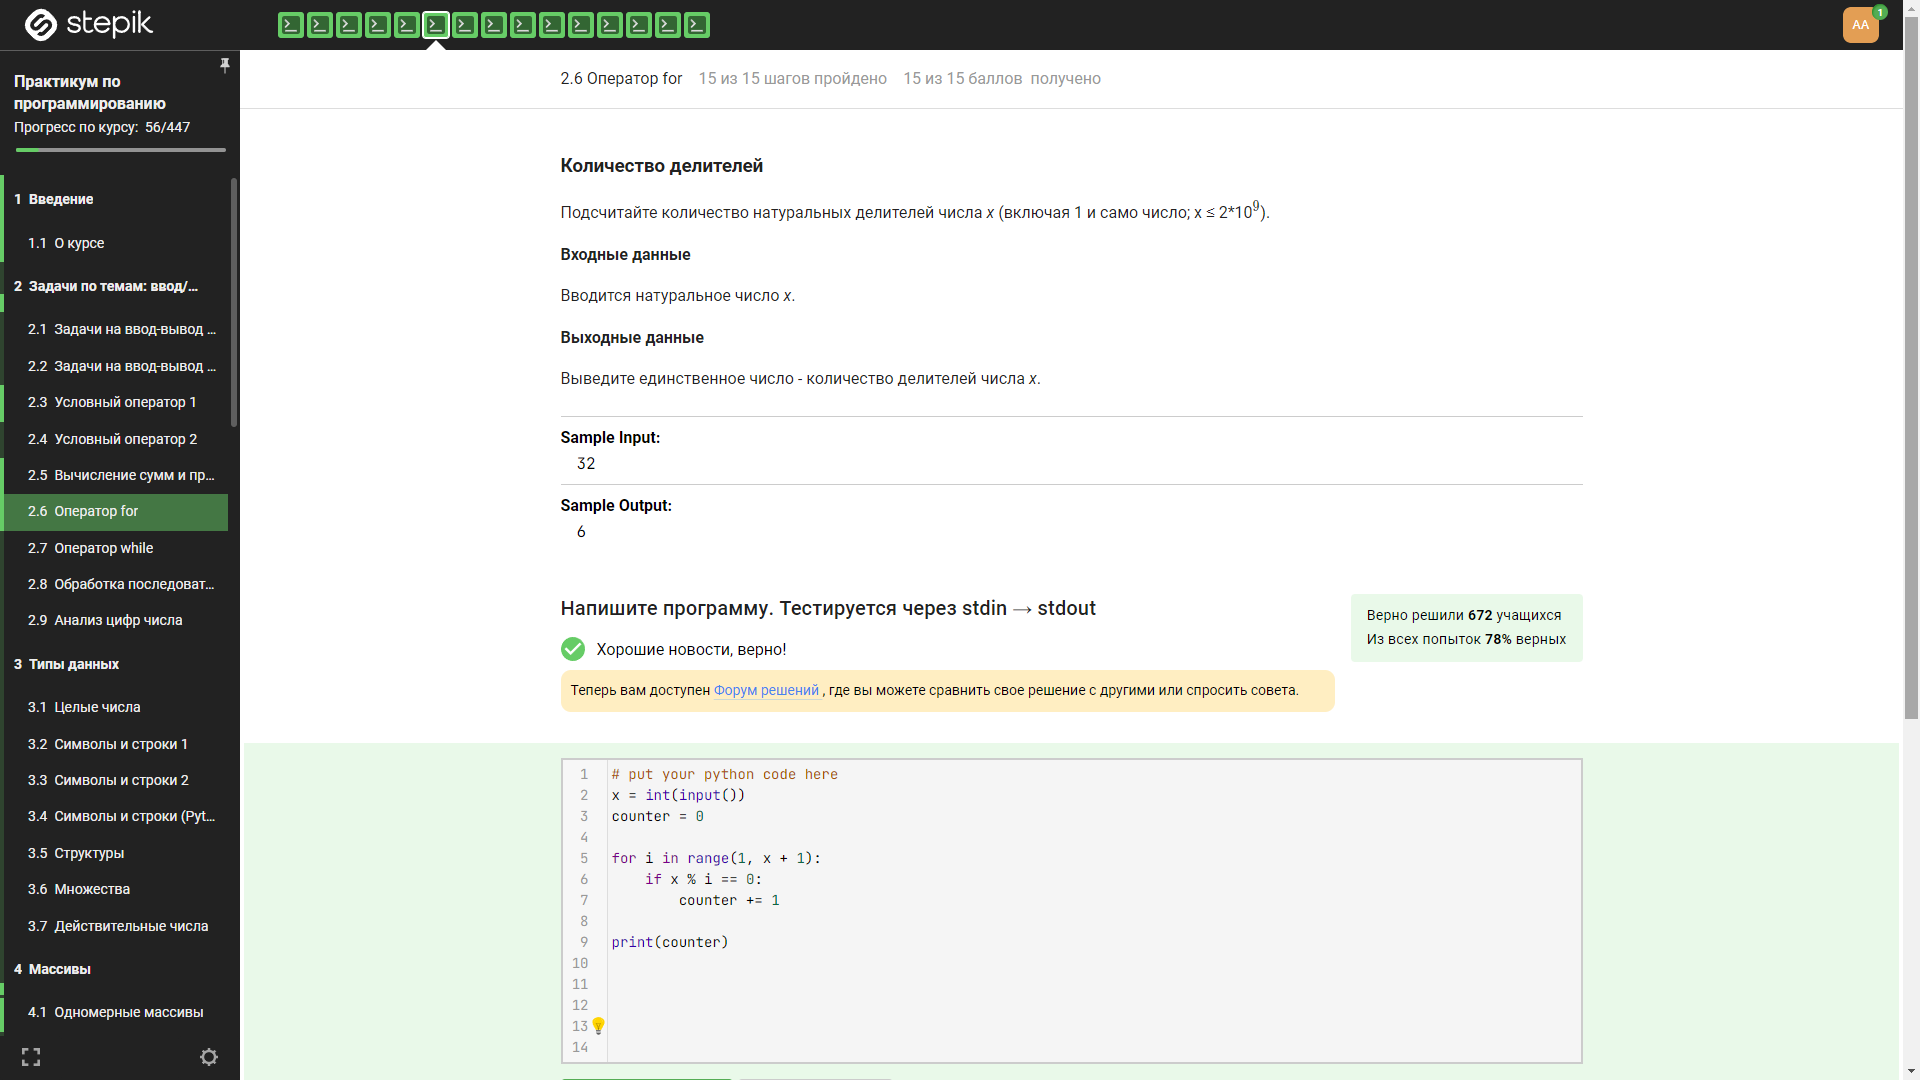 stepik
AA
1
Практикум по
программированию
Прогресс по курсу: 56/447
1 Введение
1.1 О курсе
2 Задачи по темам: ввод/...
2.1 Задачи на ввод-вывод ...
2.2 Задачи на ввод-вывод ...
2.3 Условный оператор 1
2.4 Условный оператор 2
2.5 Вычисление сумм и пр...
2.6 Оператор for
2.7 Оператор while
2.8 Обработка последоват...
2.9 Анализ цифр числа
3 Типы данных
3.1 Целые числа
3.2 Символы и строки 1
3.3 Символы и строки 2
3.4 Символы и строки (Pyt...
3.5 Структуры
3.6 Множества
3.7 Действительные числа
4 Массивы
4.1 Одномерные массивы
2.6 Оператор for 15 из 15 шагов пройдено 15 из 15 баллов получено
Количество делителей
Подсчитайте количество натуральных делителей числа x (включая 1 и само число; x ≤ 2*10⁹).
Входные данные
Вводится натуральное число x.
Выходные данные
Выведите единственное число - количество делителей числа x.
Sample Input:
32
Sample Output:
6
Напишите программу. Тестируется через stdin → stdout
Хорошие новости, верно!
Теперь вам доступен Форум решений , где вы можете сравнить свое решение с другими или спросить совета.
Верно решили 672 учащихся
Из всех попыток 78% верных
1 # put your python code here
2 x = int(input())
3 counter = 0
4
5 for i in range(1, x + 1):
6     if x % i == 0:
7         counter += 1
8
9 print(counter)
10
11
12
13
14